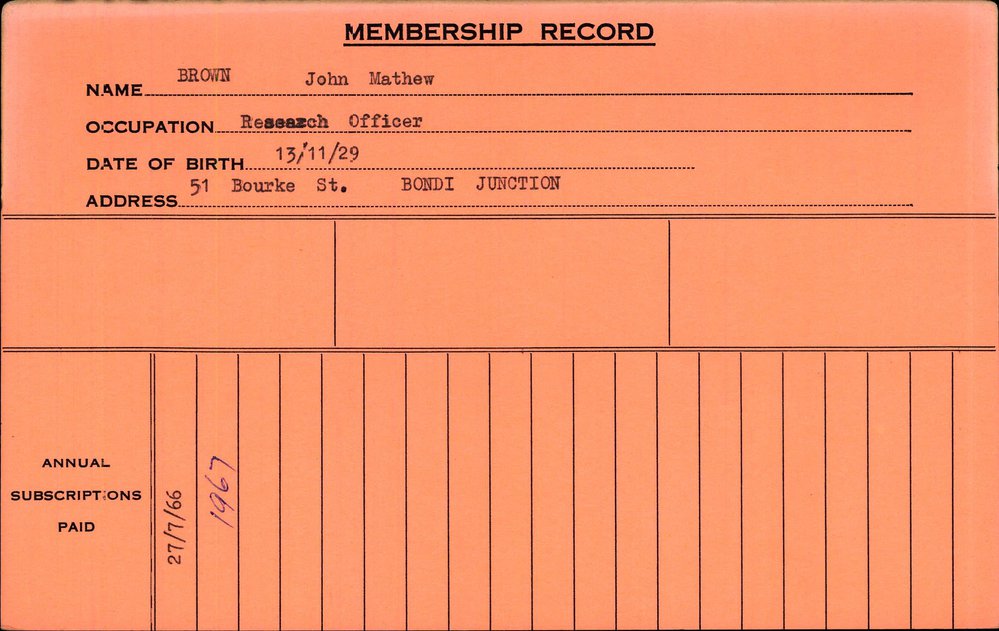 MEMBERSHIP RECORD
NAME BROWN John Mathew
OCCUPATION Research Officer
DATE OF BIRTH 13/11/29
ADDRESS 51 Bourke St. BONDI JUNCTION
ANNUAL
SUBSCRIPTIONS
PAID
27/7/66
1967